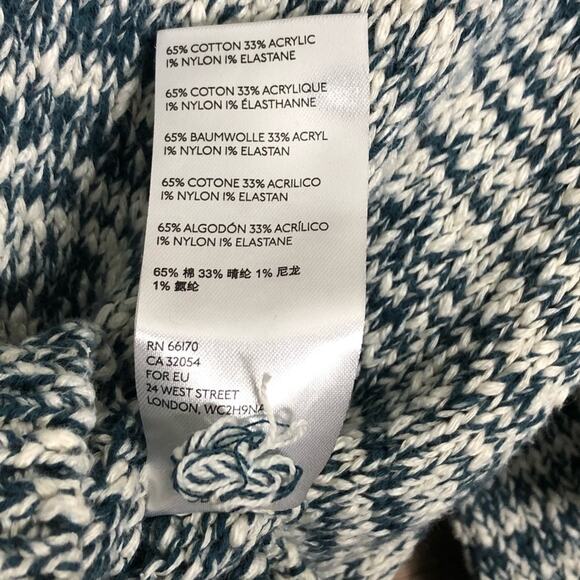 65% COTTON 33% ACRYLIC
1% NYLON 1% ELASTANE
65% COTON 33% ACRYLIQUE
1% NYLON 1% ÉLASTHANNE
65% BAUMWOLLE 33% ACRYL
1% NYLON 1% ELASTAN
65% COTONE 33% ACRILICO
1% NYLON 1% ELASTAN
65% ALGODÓN 33% ACRÍLICO
1% NYLON 1% ELASTANE
65% 棉 33% 晴纶 1% 尼龙
1% 氨纶
RN 66170
CA 32054
FOR EU
24 WEST STREET
LONDON, WC2H9NA